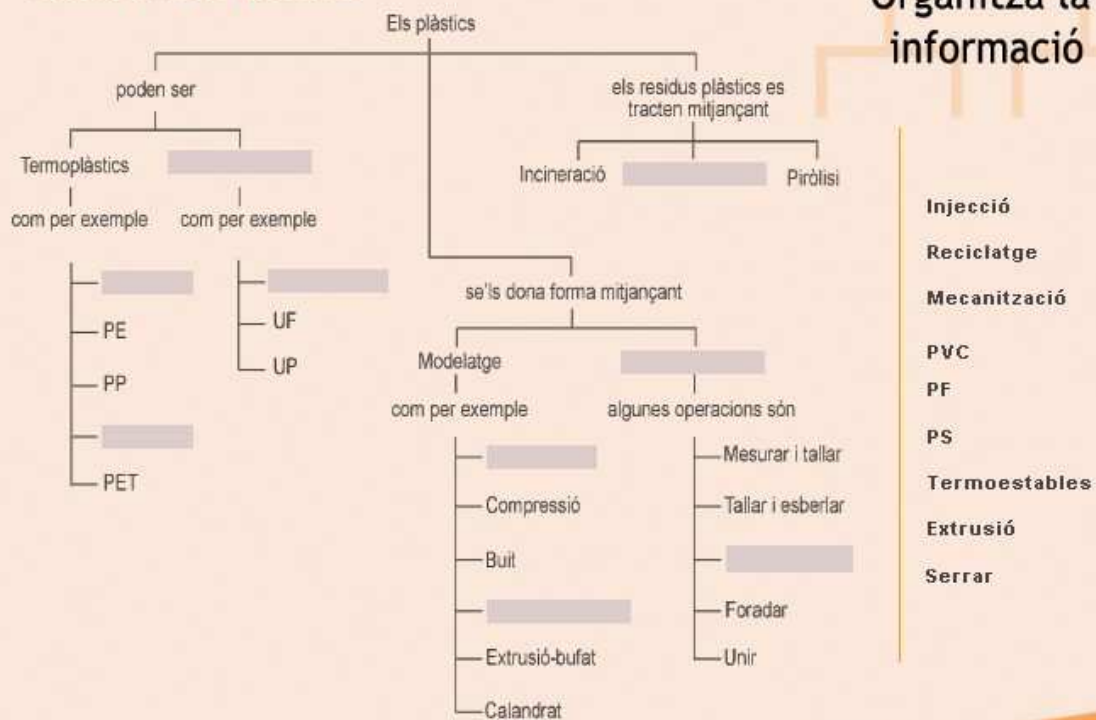 Organitza la
informació
Els plàstics
poden ser
els residus plàstics es
tracten mitjançant
Termoplàstics
Incineració
Piròlisi
com per exemple
com per exemple
PE
PP
PET
UF
UP
se'ls dona forma mitjançant
Modelatge
com per exemple
algunes operacions són
Compressió
Buit
Extrusió-bufat
Calandrat
Mesurar i tallar
Tallar i esberlar
Foradar
Unir
Injecció
Reciclatge
Mecanització
PVC
PF
PS
Termoestables
Extrusió
Serrar